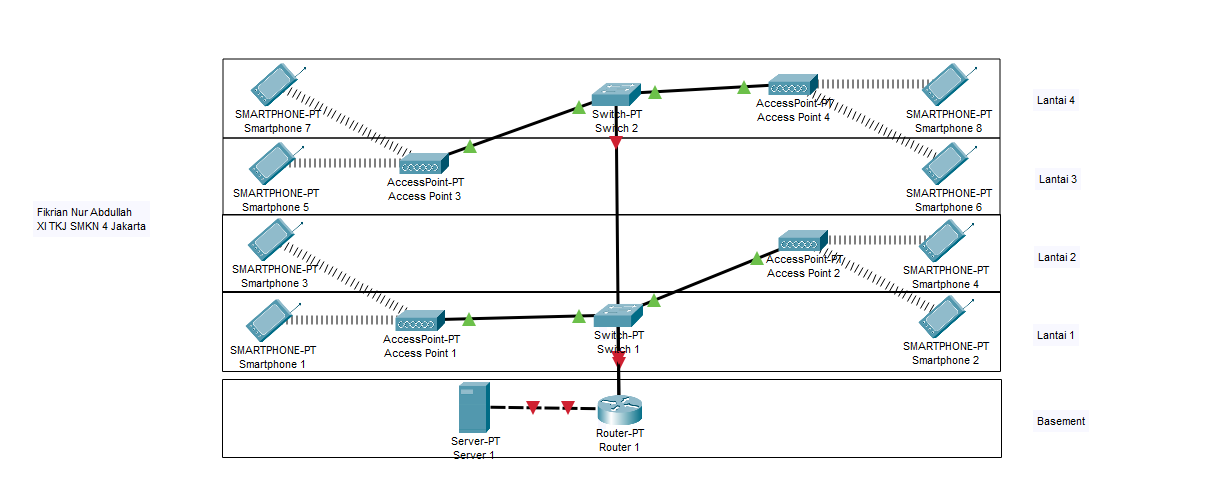 SMARTPHONE-PT
Smartphone 7
Switch-PT
Switch 2
AccessPoint-PT
Access Point 4
SMARTPHONE-PT
Smartphone 8
Lantai 4
SMARTPHONE-PT
Smartphone 5
AccessPoint-PT
Access Point 3
SMARTPHONE-PT
Smartphone 6
Lantai 3
Fikrian Nur Abdullah
XI TKJ SMKN 4 Jakarta
SMARTPHONE-PT
Smartphone 3
AccessPoint-PT
Access Point 2
SMARTPHONE-PT
Smartphone 4
Lantai 2
SMARTPHONE-PT
Smartphone 1
AccessPoint-PT
Access Point 1
Switch-PT
Switch 1
SMARTPHONE-PT
Smartphone 2
Lantai 1
Server-PT
Server 1
Router-PT
Router 1
Basement